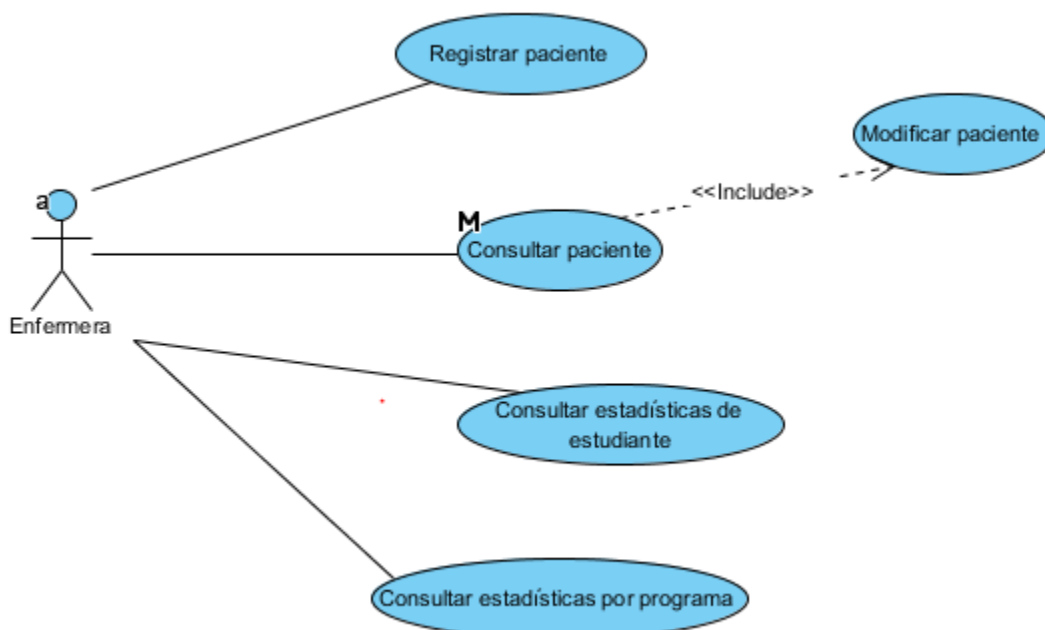 Registrar paciente
Modificar paciente
<<Include>>
a
M
Consultar paciente
Enfermera
Consultar estadísticas de
estudiante
Consultar estadísticas por programa